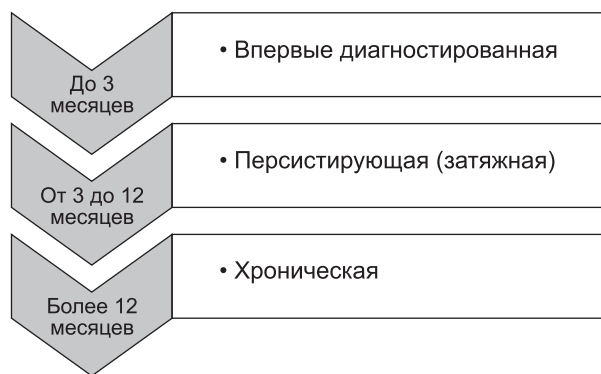 До 3
месяцев
• Впервые диагностированная
От 3 до 12
месяцев
• Персистирующая (затяжная)
Более 12
месяцев
• Хроническая